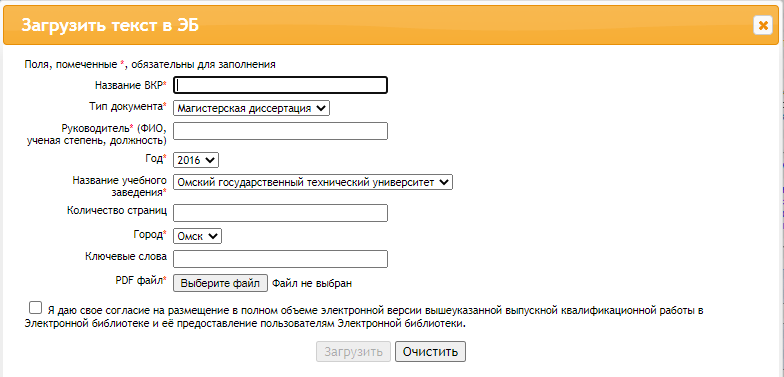 Загрузить текст в ЭБ
Поля, помеченные *, обязательны для заполнения
Название ВКР*
Тип документа* Магистерская диссертация
Руководитель* (ФИО,
ученая степень, должность)
Год* 2016
Название учебного
заведения* Омский государственный технический университет
Количество страниц
Город* Омск
Ключевые слова
PDF файл* Выберите файл Файл не выбран
Я даю свое согласие на размещение в полном объеме электронной версии вышеуказанной выпускной квалификационной работы в
Электронной библиотеке и её предоставление пользователям Электронной библиотеки.
Загрузить Очистить